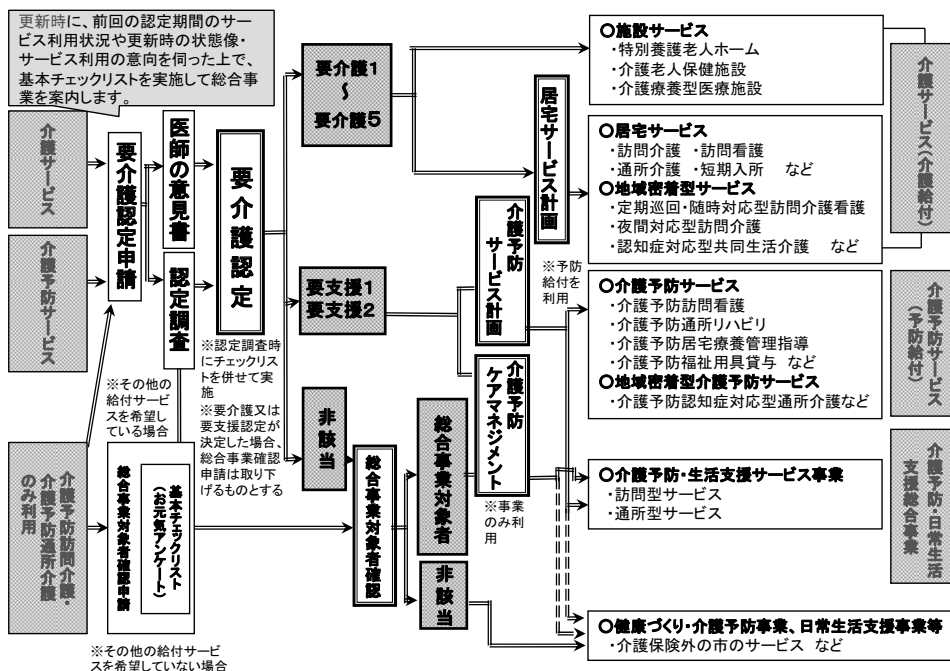 更新時に、前回の認定期間のサー
ビス利用状況や更新時の状態像・
サービス利用の意向を伺った上で、
基本チェックリストを実施して総合事
業を案内します。
介護サービス
介護予防サービス
介護予防訪問介護・
介護予防通所介護
のみ利用
要介護認定申請
医師の意見書
認定調査
要介護認定
※その他の
給付サービ
スを希望し
ている場合
総合事業対象者確認申請
基本チェックリスト
(お元気アンケート)
※その他の給付サービ
スを希望していない場合
※認定調査時
にチェックリス
トを併せて実
施
※要介護又は
要支援認定が
決定した場合、
総合事業確認
申請は取り下
げるものとする
要介護1
~
要介護5
要支援1
要支援2
非該当
総合事業対象者確認
総合事業対象者
非該当
居宅サービス計画
介護予防
サービス計画
介護予防
ケアマネジメント
※予防
給付を
利用
※事業
のみ利
用
○施設サービス
・特別養護老人ホーム
・介護老人保健施設
・介護療養型医療施設
○居宅サービス
・訪問介護 ・訪問看護
・通所介護 ・短期入所 など
○地域密着型サービス
・定期巡回・随時対応型訪問介護看護
・夜間対応型訪問介護
・認知症対応型共同生活介護 など
○介護予防サービス
・介護予防訪問看護
・介護予防通所リハビリ
・介護予防居宅療養管理指導
・介護予防福祉用具貸与 など
○地域密着型介護予防サービス
・介護予防認知症対応型通所介護など
○介護予防・生活支援サービス事業
・訪問型サービス
・通所型サービス
○健康づくり・介護予防事業、日常生活支援事業等
・介護保険外の市のサービス など
介護サービス(介護給付)
介護予防サービス
(予防給付)
介護予防・日常生活
支援総合事業